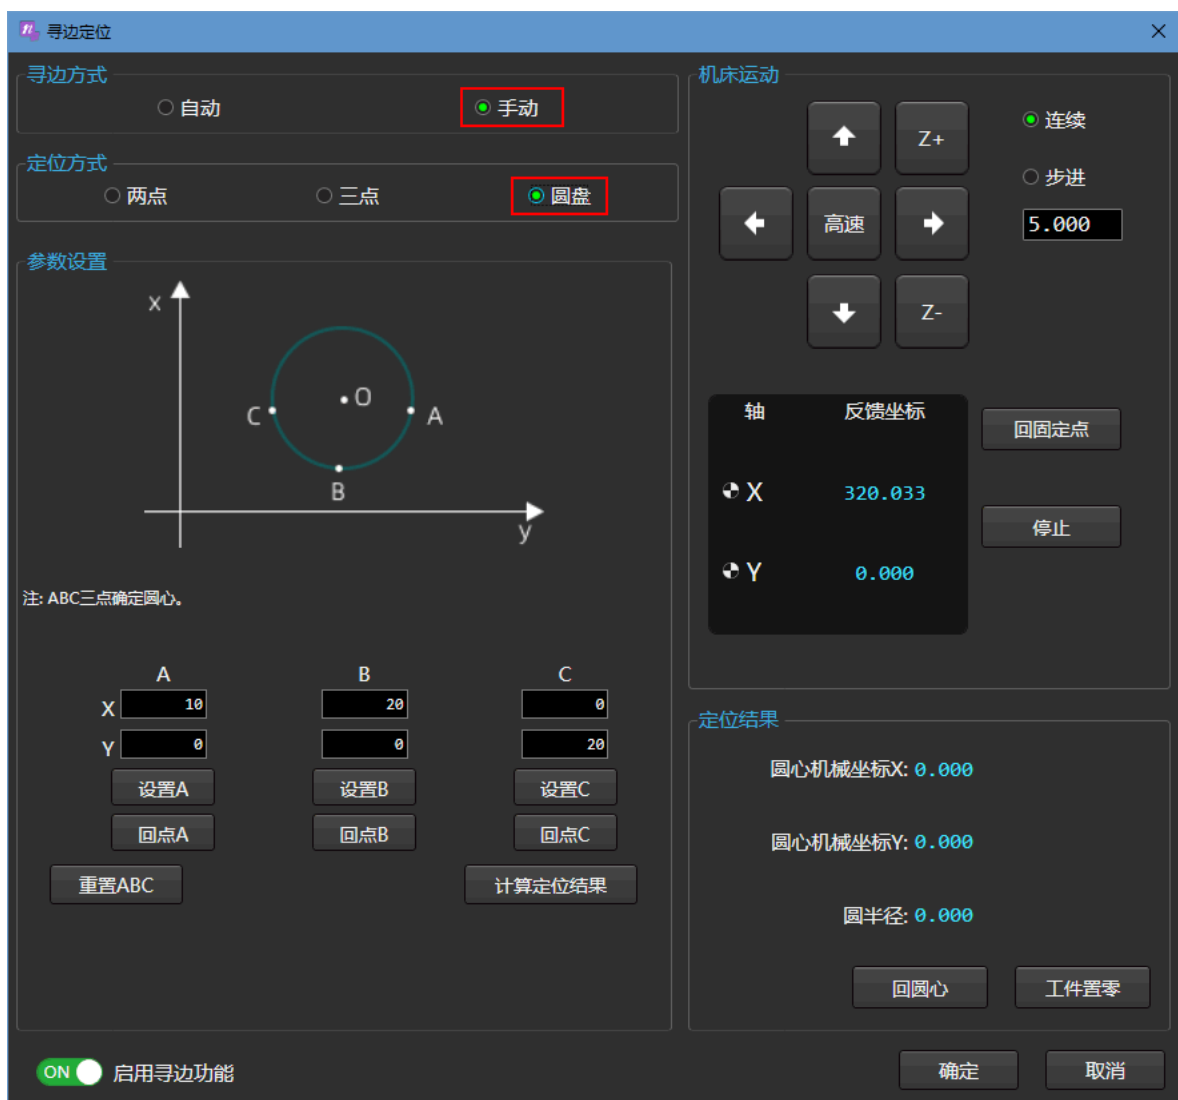 寻边定位
寻边方式
自动
手动
定位方式
两点
三点
圆盘
参数设置
x
C
O
A
B
y
注: ABC三点确定圆心。
A
B
C
X
10
20
0
Y
0
0
20
设置A
设置B
设置C
回点A
回点B
回点C
重置ABC
计算定位结果
机床运动
Z+
连续
步进
高速
5.000
Z-
轴
反馈坐标
回固定点
X
320.033
停止
Y
0.000
定位结果
圆心机械坐标X: 0.000
圆心机械坐标Y: 0.000
圆半径: 0.000
回圆心
工件置零
ON
启用寻边功能
确定
取消